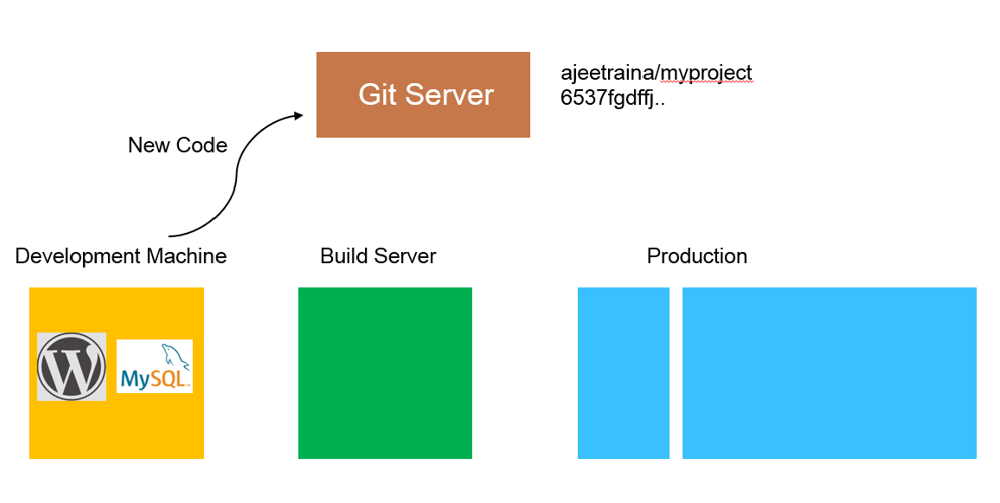 Git Server
ajeetraina/myproject
6537fgdffj..
New Code
Development Machine
Build Server
Production
W
MySQL